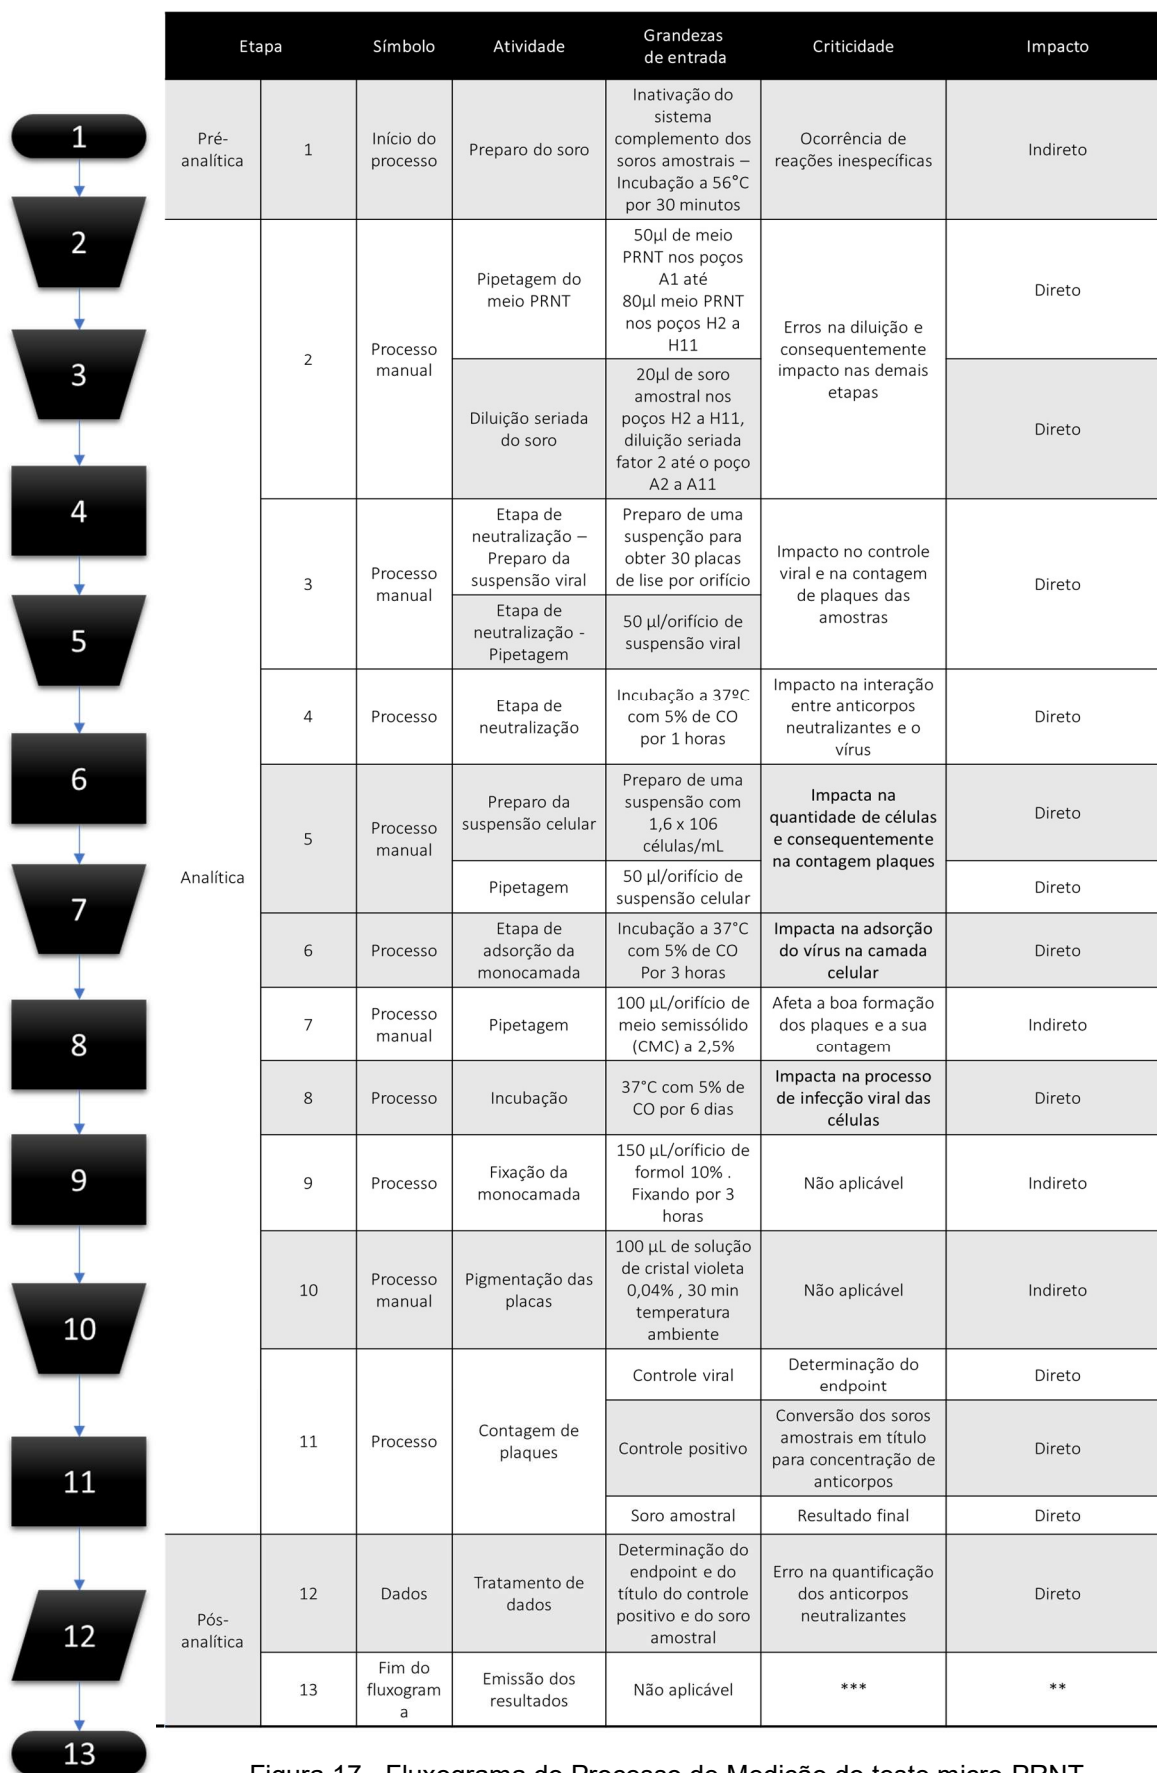 Etapa
Símbolo
Atividade
Grandezas
de entrada
Criticidade
Impacto
1
2
3
4
5
6
7
8
9
10
11
12
13
Pré-
analítica
1
Início do
processo
Preparo do soro
Inativação do
sistema
complemento dos
soros amostrais –
Incubação a 56°C
por 30 minutos
Ocorrência de
reações inespecíficas
Indireto
Analítica
2
Processo
manual
Pipetagem do
meio PRNT
50µl de meio
PRNT nos poços
A1 até
80µl meio PRNT
nos poços H2 a
H11
Erros na diluição e
consequentemente
impacto nas demais
etapas
Direto
Diluição seriada
do soro
20µl de soro
amostral nos
poços H2 a H11,
diluição seriada
fator 2 até o poço
A2 a A11
Direto
3
Processo
manual
Etapa de
neutralização –
Preparo da
suspensão viral
Preparo de uma
suspenção para
obter 30 placas
de lise por orifício
Impacto no controle
viral e na contagem
de plaques das
amostras
Direto
Etapa de
neutralização -
Pipetagem
50 µl/orifício de
suspensão viral
4
Processo
Etapa de
neutralização
Incubação a 37ºC
com 5% de CO
por 1 horas
Impacto na interação
entre anticorpos
neutralizantes e o
vírus
Direto
5
Processo
manual
Preparo da
suspensão celular
Preparo de uma
suspensão com
1,6 x 106
células/mL
Impacta na
quantidade de células
e consequentemente
na contagem plaques
Direto
Pipetagem
50 µl/orifício de
suspensão celular
Direto
6
Processo
Etapa de
adsorção da
monocamada
Incubação a 37°C
com 5% de CO
Por 3 horas
Impacta na adsorção
do vírus na camada
celular
Direto
7
Processo
manual
Pipetagem
100 µL/orifício de
meio semissólido
(CMC) a 2,5%
Afeta a boa formação
dos plaques e a sua
contagem
Indireto
8
Processo
Incubação
37°C com 5% de
CO por 6 dias
Impacta na processo
de infecção viral das
células
Direto
9
Processo
Fixação da
monocamada
150 µL/oríficio de
formol 10% .
Fixando por 3
horas
Não aplicável
Indireto
10
Processo
manual
Pigmentação das
placas
100 µL de solução
de cristal violeta
0,04% , 30 min
temperatura
ambiente
Não aplicável
Indireto
11
Processo
Contagem de
plaques
Controle viral
Determinação do
endpoint
Direto
Controle positivo
Conversão dos soros
amostrais em título
para concentração de
anticorpos
Direto
Soro amostral
Resultado final
Direto
Pós-
analítica
12
Dados
Tratamento de
dados
Determinação do
endpoint e do
título do controle
positivo e do soro
amostral
Erro na quantificação
dos anticorpos
neutralizantes
Direto
13
Fim do
fluxogram
a
Emissão dos
resultados
Não aplicável
***
**
Figura 17 - Fluxograma do Processo de Medição do teste micro PRNT